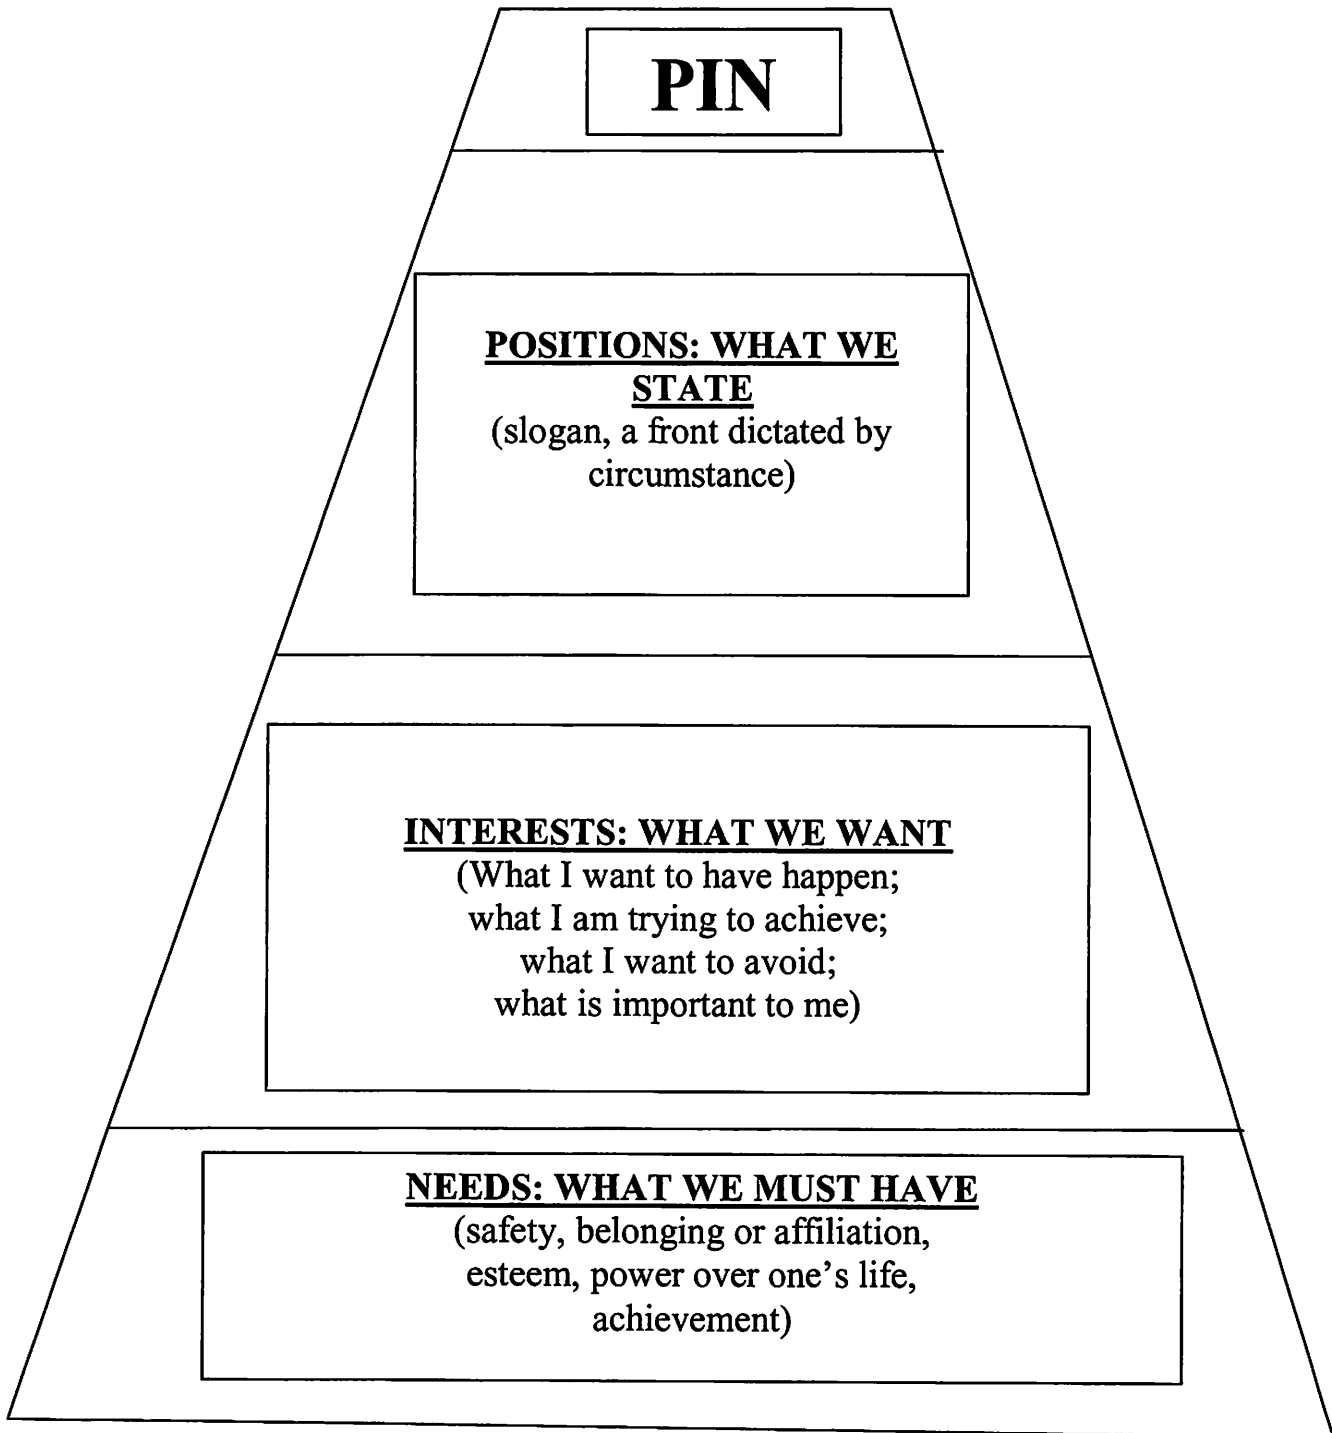 PIN
POSITIONS: WHAT WE
STATE
(slogan, a front dictated by
circumstance)
INTERESTS: WHAT WE WANT
(What I want to have happen;
what I am trying to achieve;
what I want to avoid;
what is important to me)
NEEDS: WHAT WE MUST HAVE
(safety, belonging or affiliation,
esteem, power over one's life,
achievement)